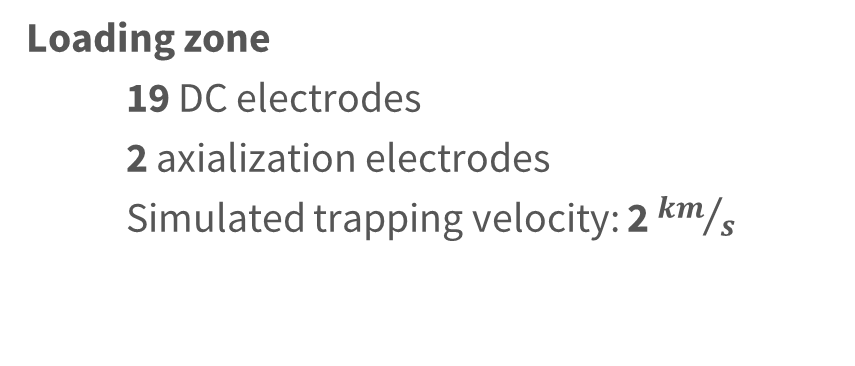 Loading zone
19 DC electrodes
2 axialization electrodes
Simulated trapping velocity: 2 km/s